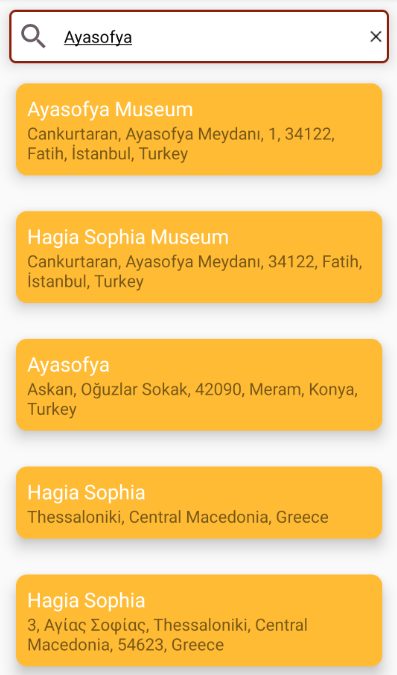 Ayasofya
Ayasofya Museum
Cankurtaran, Ayasofya Meydanı, 1, 34122,
Fatih, İstanbul, Turkey
Hagia Sophia Museum
Cankurtaran, Ayasofya Meydanı, 34122, Fatih,
İstanbul, Turkey
Ayasofya
Askan, Oğuzlar Sokak, 42090, Meram, Konya,
Turkey
Hagia Sophia
Thessaloniki, Central Macedonia, Greece
Hagia Sophia
3, Αγίας Σοφίας, Thessaloniki, Central
Macedonia, 54623, Greece